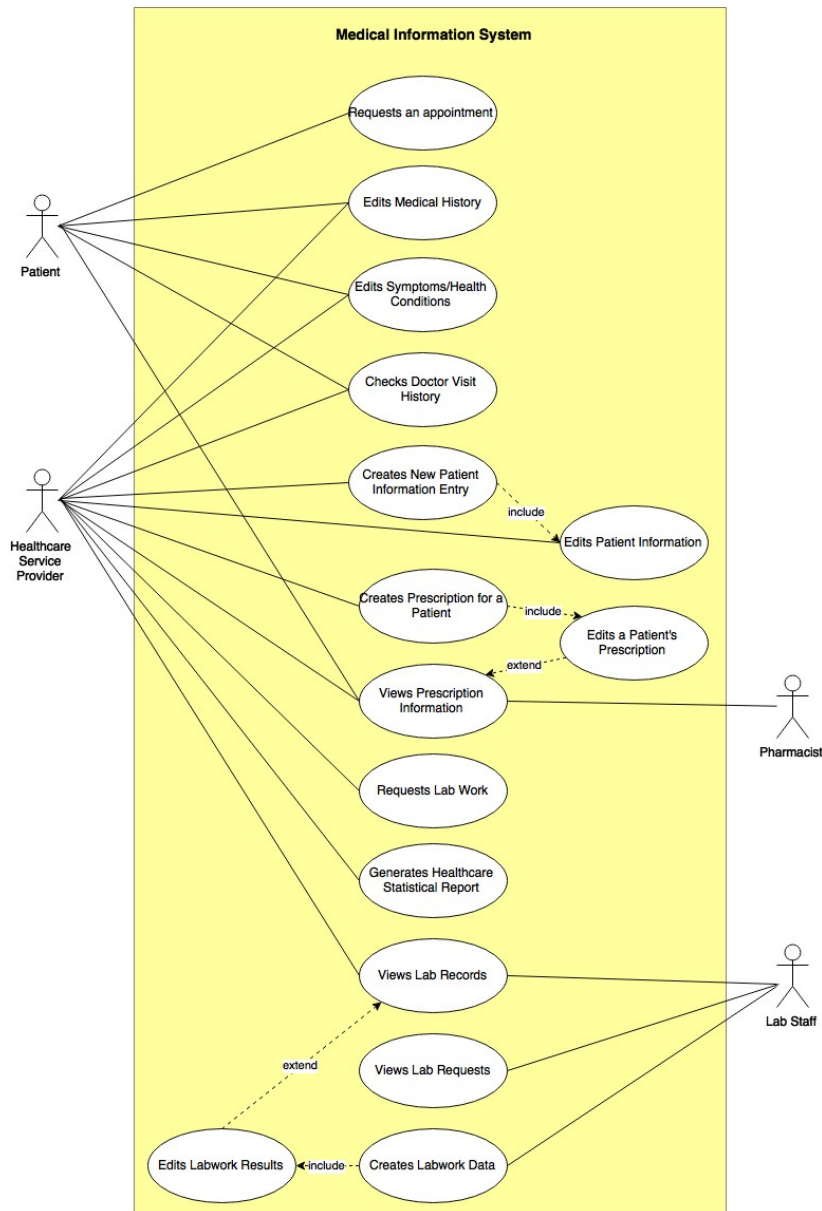 Medical Information System
Requests an appointment
Edits Medical History
Patient
Edits Symptoms/Health
Conditions
Checks Doctor Visit
History
Creates New Patient
Information Entry
include
Healthcare
Service
Provider
Edits Patient Information
Creates Prescription for a
Patient
include
Edits a Patient's
Prescription
extend
Views Prescription
Information
Pharmacist
Requests Lab Work
Generates Healthcare
Statistical Report
Views Lab Records
Lab Staff
extend
Views Lab Requests
Edits Labwork Results
include
Creates Labwork Data